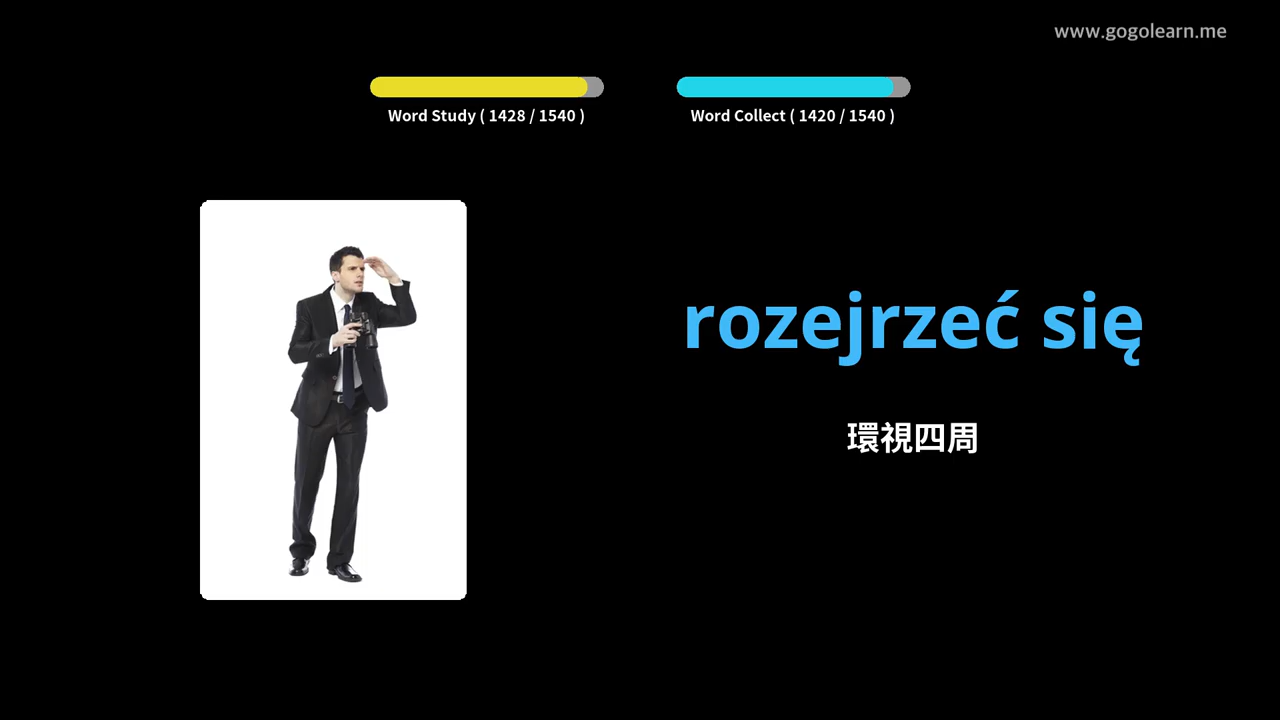 www.gogolearn.me
Word Study ( 1428 / 1540 )
Word Collect ( 1420 / 1540 )
rozejrzeć się
環視四周